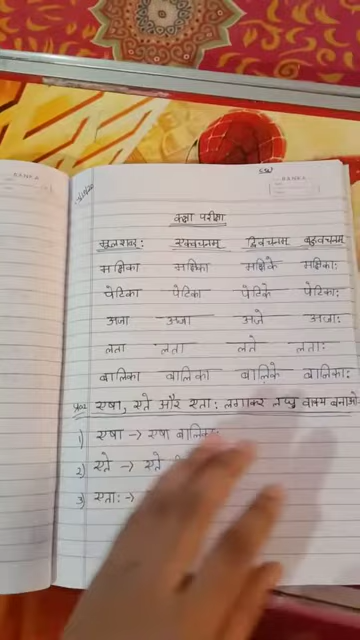 कक्षा परीक्षा
मूलशब्द: एकवचनम् द्विवचनम् बहुवचनम्
मक्षिका मक्षिका मक्षिके मक्षिका:
पेटिका पेटिका पेटिके पेटिका:
अजा अजा अजे अजा:
लता लता लते लता:
बालिका बालिका बालिके बालिका:
एषा, एते और एता: लगाकर वाक्य बनाओ
1) एषा → एषा
2) एते → एते
3) एता: →